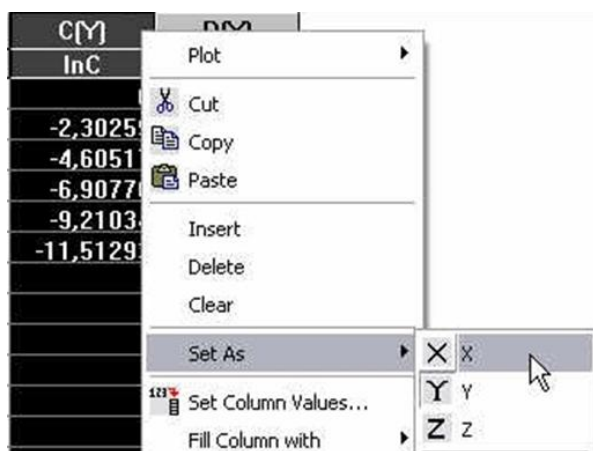 C(Y)
lnC
-2,3025
-4,6051
-6,9077
-9,2103
-11,5129
Plot
Cut
Copy
Paste
Insert
Delete
Clear
Set As
X X
Y Y
Z Z
123
Set Column Values...
Fill Column with